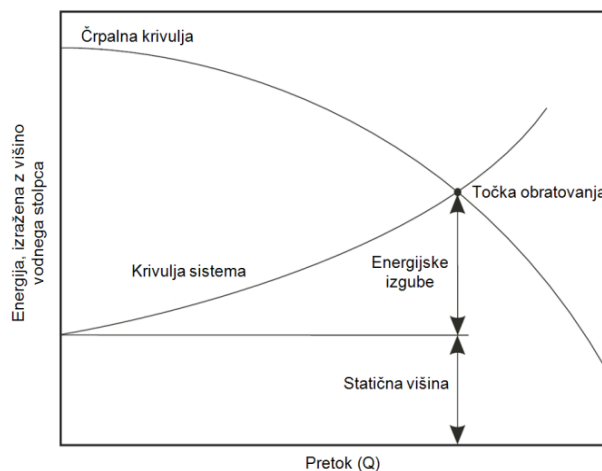 Črpalna krivulja
Energija, izražena z višino
vodnega stolpca
Točka obratovanja
Krivulja sistema
Energijske
izgube
Statična višina
Pretok (Q)